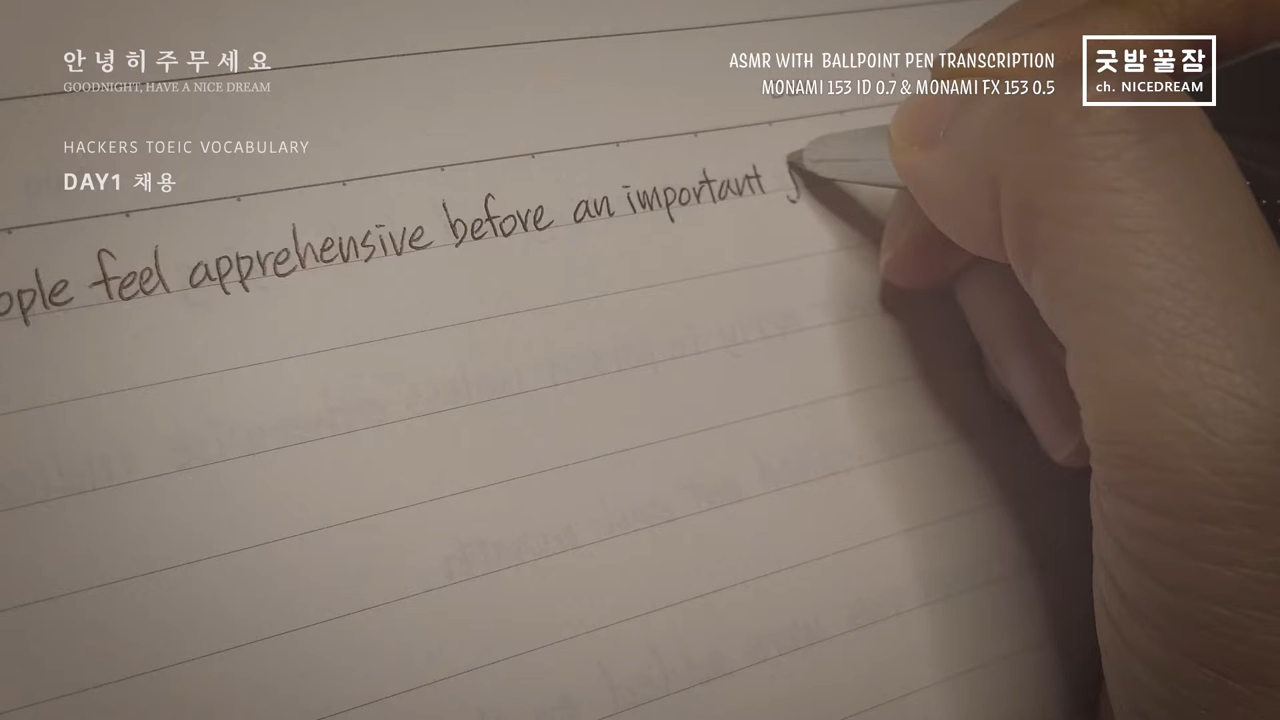 안녕히주무세요
GOODNIGHT, HAVE A NICE DREAM
ASMR WITH BALLPOINT PEN TRANSCRIPTION
MONAMI 153 ID 0.7 & MONAMI FX 153 0.5
굿밤꿀잠
ch. NICEDREAM
HACKERS TOEIC VOCABULARY
DAY1 채용
ople feel apprehensive before an important